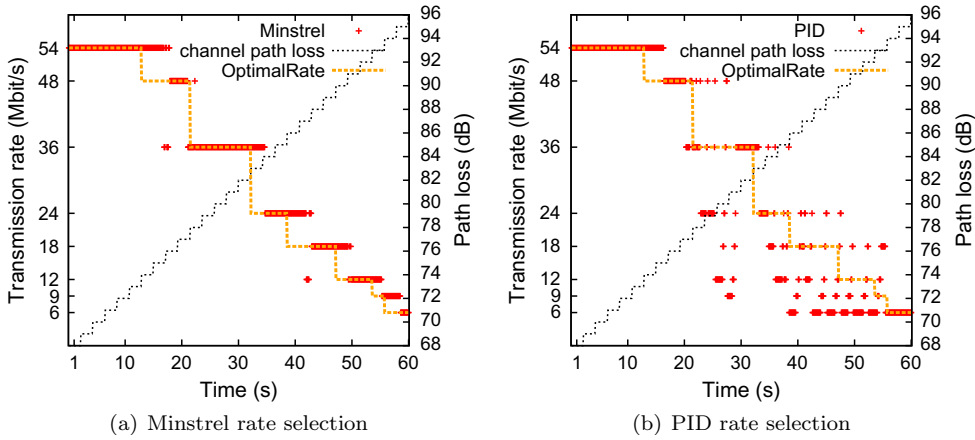 Transmission rate (Mbit/s)
54
48
36
24
18
12
9
6
Minstrel
channel path loss
OptimalRate
96
94
92
90
88
86
84
82
80
78
76
74
72
70
68
Path loss (dB)
1 10 20 30 40 50 60
Time (s)
(a) Minstrel rate selection
Transmission rate (Mbit/s)
54
48
36
24
18
12
9
6
PID
channel path loss
OptimalRate
96
94
92
90
88
86
84
82
80
78
76
74
72
70
68
Path loss (dB)
1 10 20 30 40 50 60
Time (s)
(b) PID rate selection